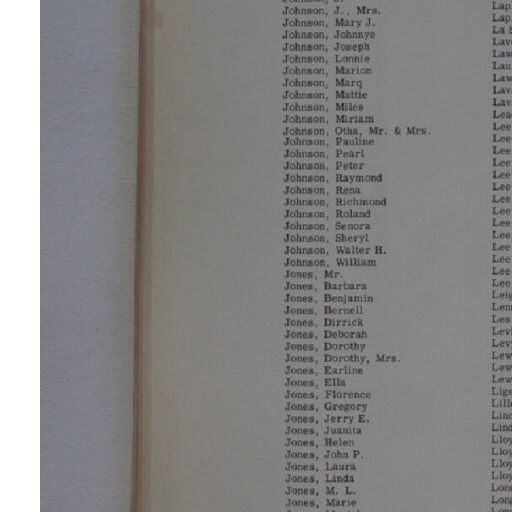 Johnson, J., Mrs.
Johnson, Mary J.
Johnson, Johnnye
Johnson, Joseph
Johnson, Lonnie
Johnson, Marion
Johnson, Marq
Johnson, Mattie
Johnson, Miles
Johnson, Miriam
Johnson, Otha, Mr. & Mrs.
Johnson, Pauline
Johnson, Pearl
Johnson, Peter
Johnson, Raymond
Johnson, Rena
Johnson, Richmond
Johnson, Roland
Johnson, Senora
Johnson, Sheryl
Johnson, Walter H.
Johnson, William
Jones, Mr.
Jones, Barbara
Jones, Benjamin
Jones, Bernell
Jones, Dirrick
Jones, Deborah
Jones, Dorothy
Jones, Dorothy, Mrs.
Jones, Earline
Jones, Ella
Jones, Florence
Jones, Gregory
Jones, Jerry E.
Jones, Juanita
Jones, Helen
Jones, John P.
Jones, Laura
Jones, Linda
Jones, M. L.
Jones, Marie
Lap
Lap
La S
Lav
Law
Lau
Law
Lav
Lav
Lea
Lee
Lee
Lee
Lee
Lee
Lee
Lee
Lee
Lee
Lee
Lee
Lee
Lee
Lee
Leig
Len
Les
Levi
Lev
Lew
Lew
Lew
Lige
Lill
Linc
Lind
Lloy
Lloy
Lloy
Lloy
Lon
Long